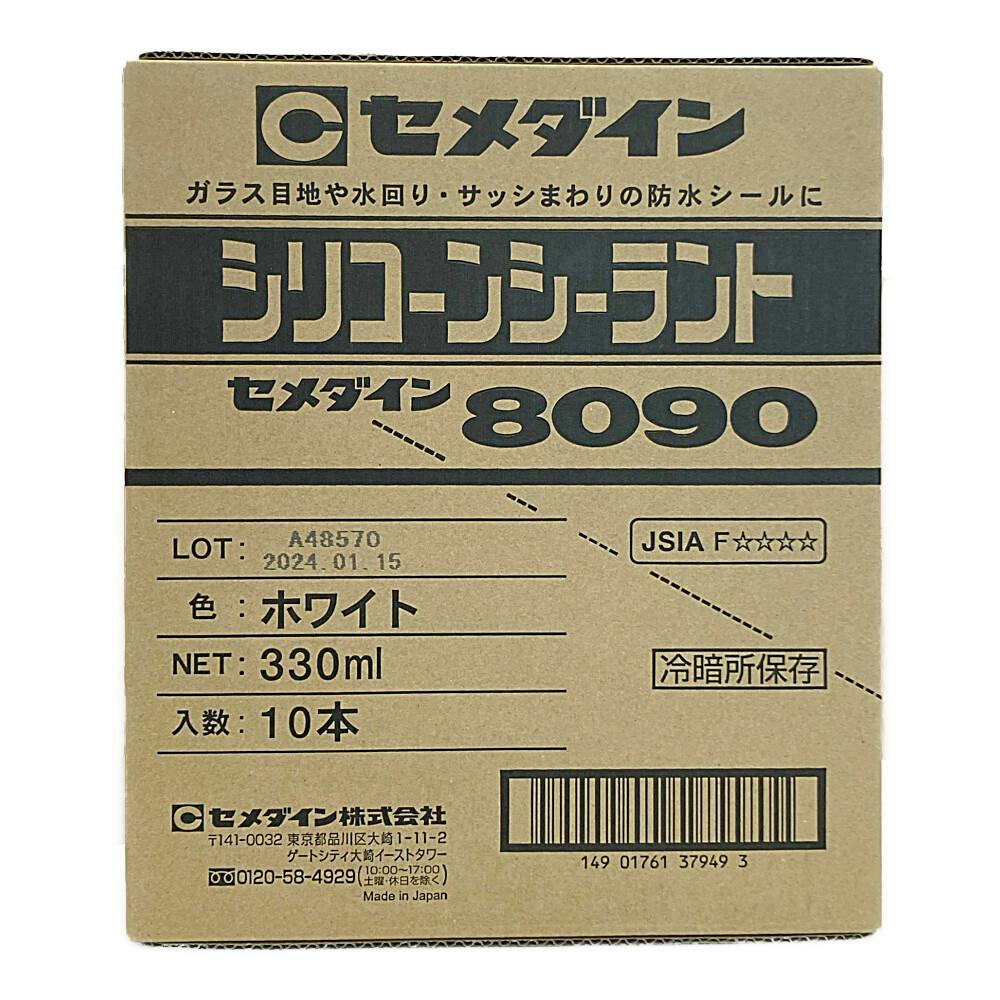 セメダイン
ガラス目地や水回り・サッシまわりの防水シールに
シリコーンシーラント
セメダイン 8090
LOT: A48570
2024.01.15
JSIA F☆☆☆☆
色 : ホワイト
NET: 330ml
冷暗所保存
入数: 10本
セメダイン株式会社
〒141-0032 東京都品川区大崎1-11-2
ゲートシティ大崎イーストタワー
0120-58-4929 (10:00〜17:00
土曜・休日を除く)
Made in Japan
149 01761 37949 3